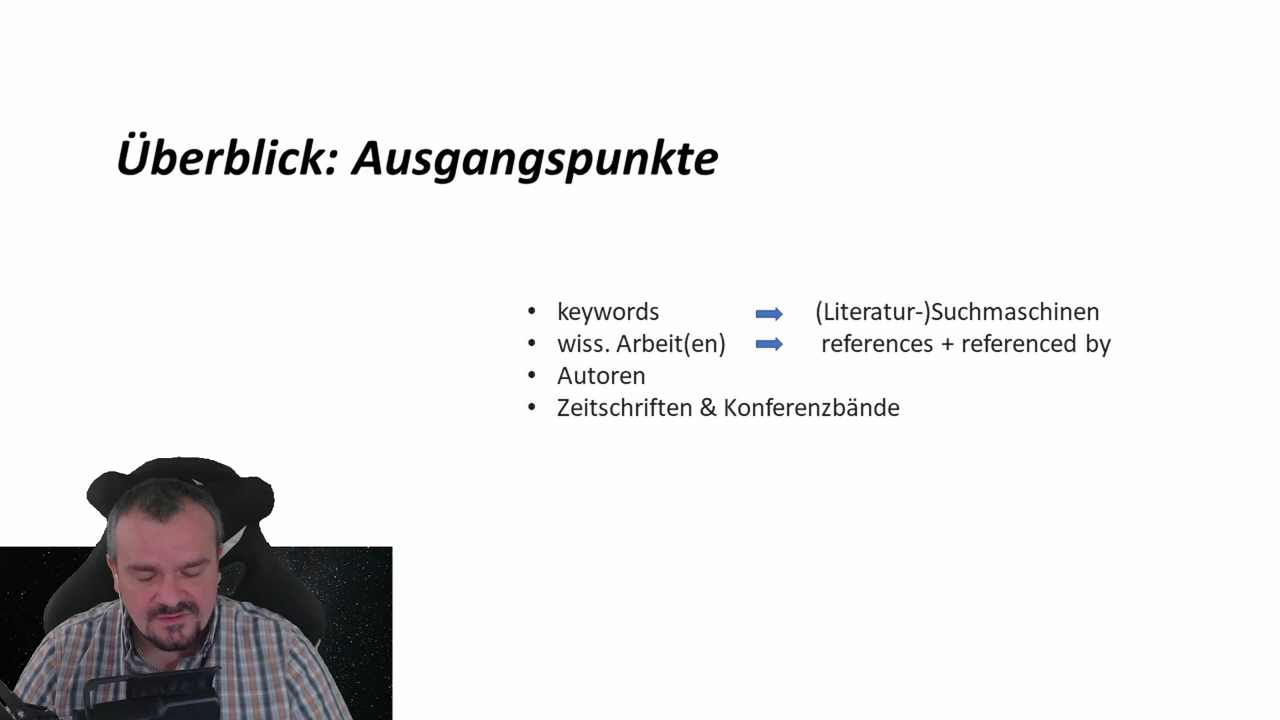 Überblick: Ausgangspunkte
• keywords ➡ (Literatur-)Suchmaschinen
• wiss. Arbeit(en) ➡ references + referenced by
• Autoren
• Zeitschriften & Konferenzbände